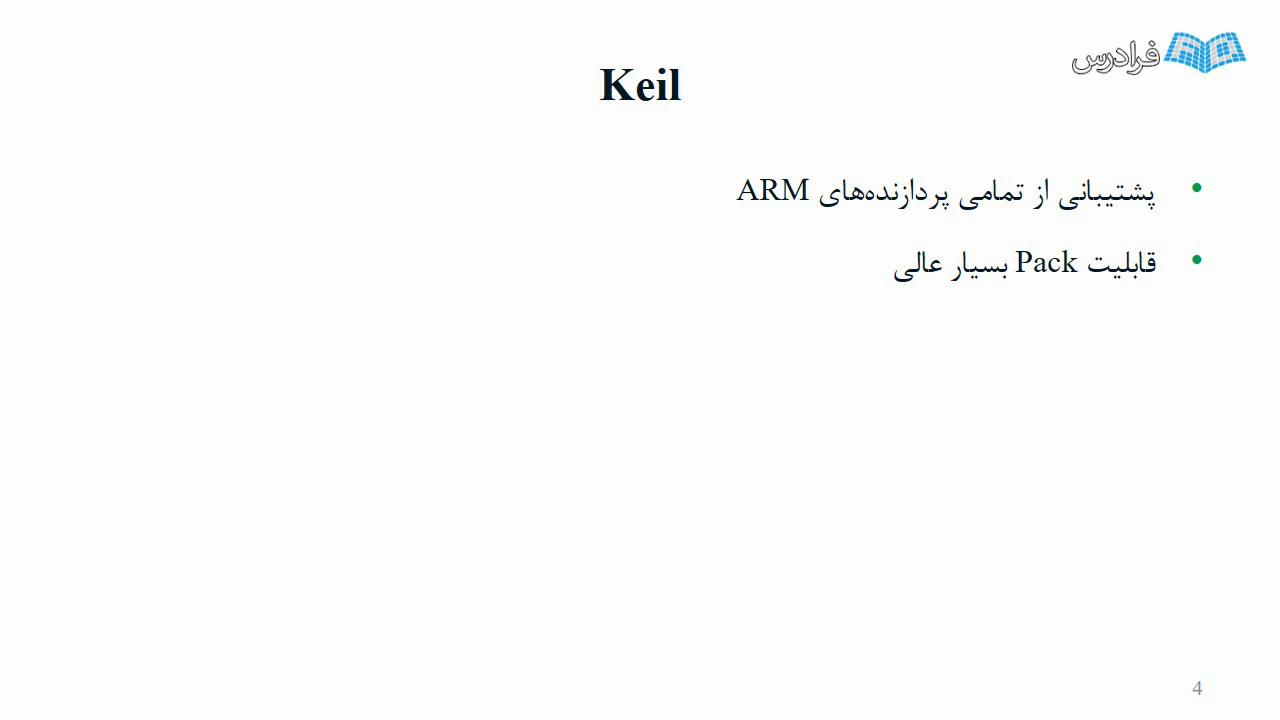 فرادرس
Keil
• پشتیبانی از تمامی پردازنده‌های ARM
• قابلیت Pack بسیار عالی
4